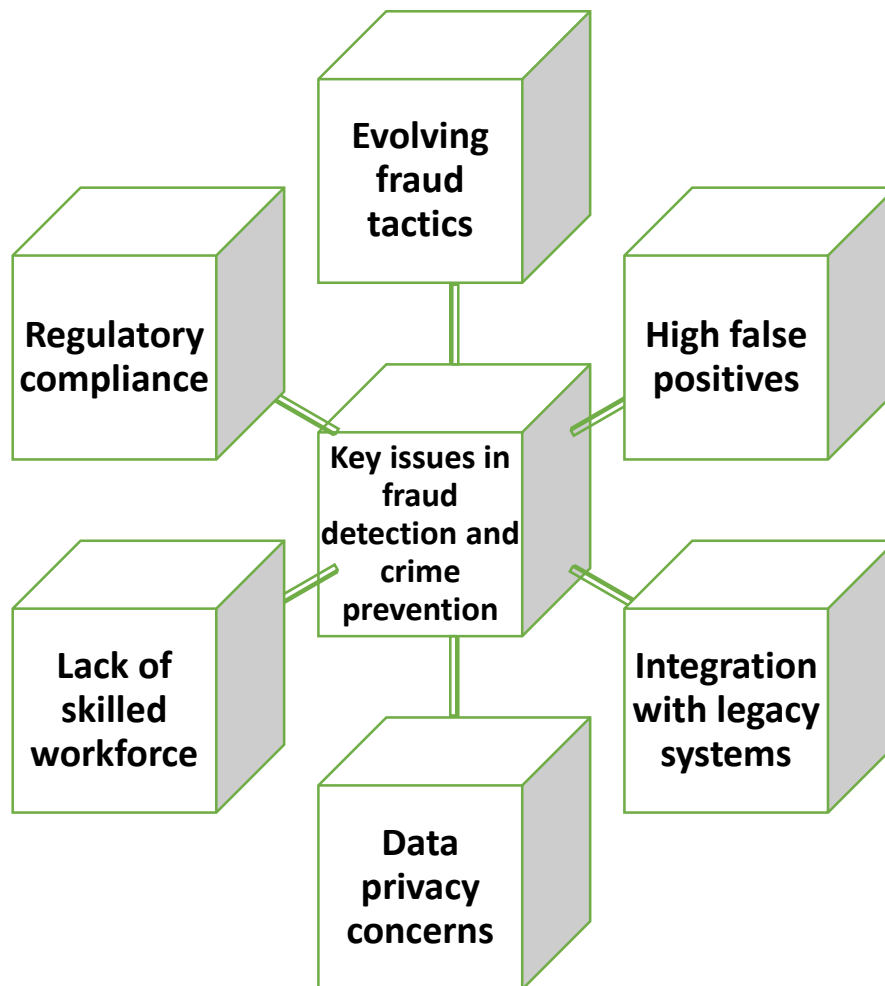 Evolving
fraud
tactics
Regulatory
compliance
High false
positives
Key issues in
fraud
detection and
crime
prevention
Lack of
skilled
workforce
Integration
with legacy
systems
Data
privacy
concerns